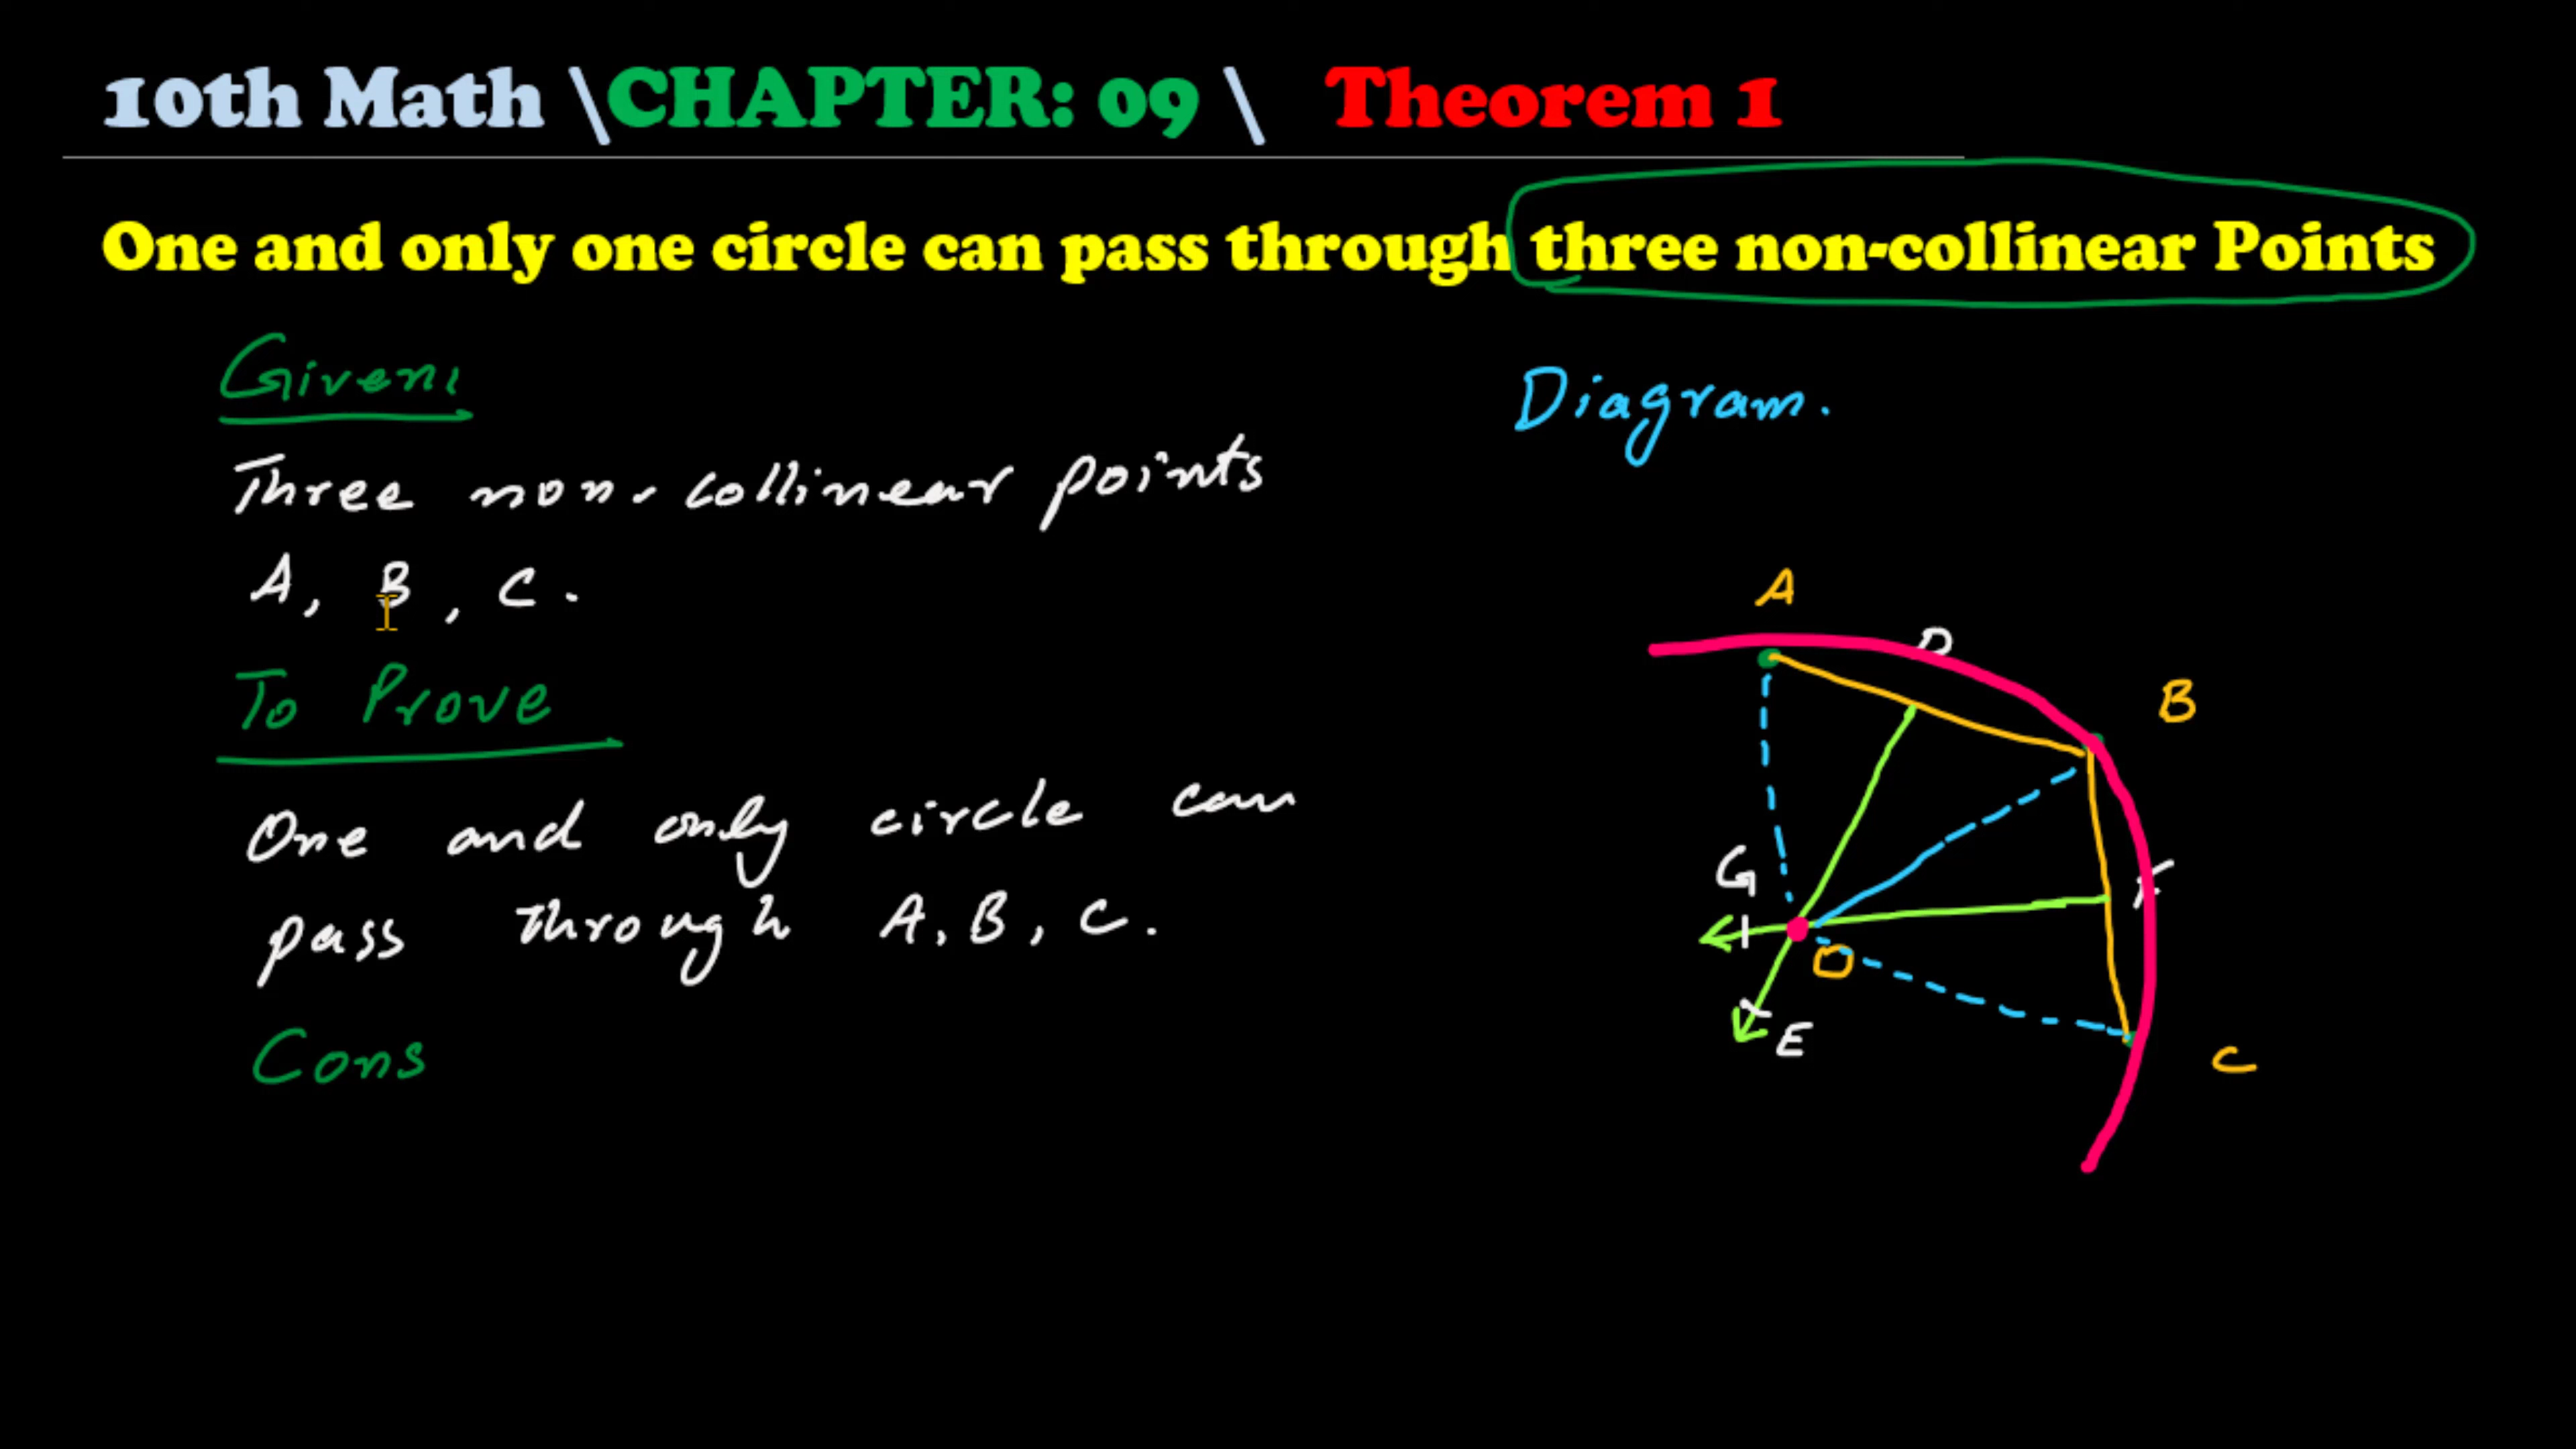 10th Math \CHAPTER: 09 \ Theorem 1
One and only one circle can pass through three non-collinear Points
Given:
Diagram.
Three non-collinear points
A, B, C.
To Prove
One and only circle can
pass through A, B, C.
Cons
A
D
B
G
F
O
E
C